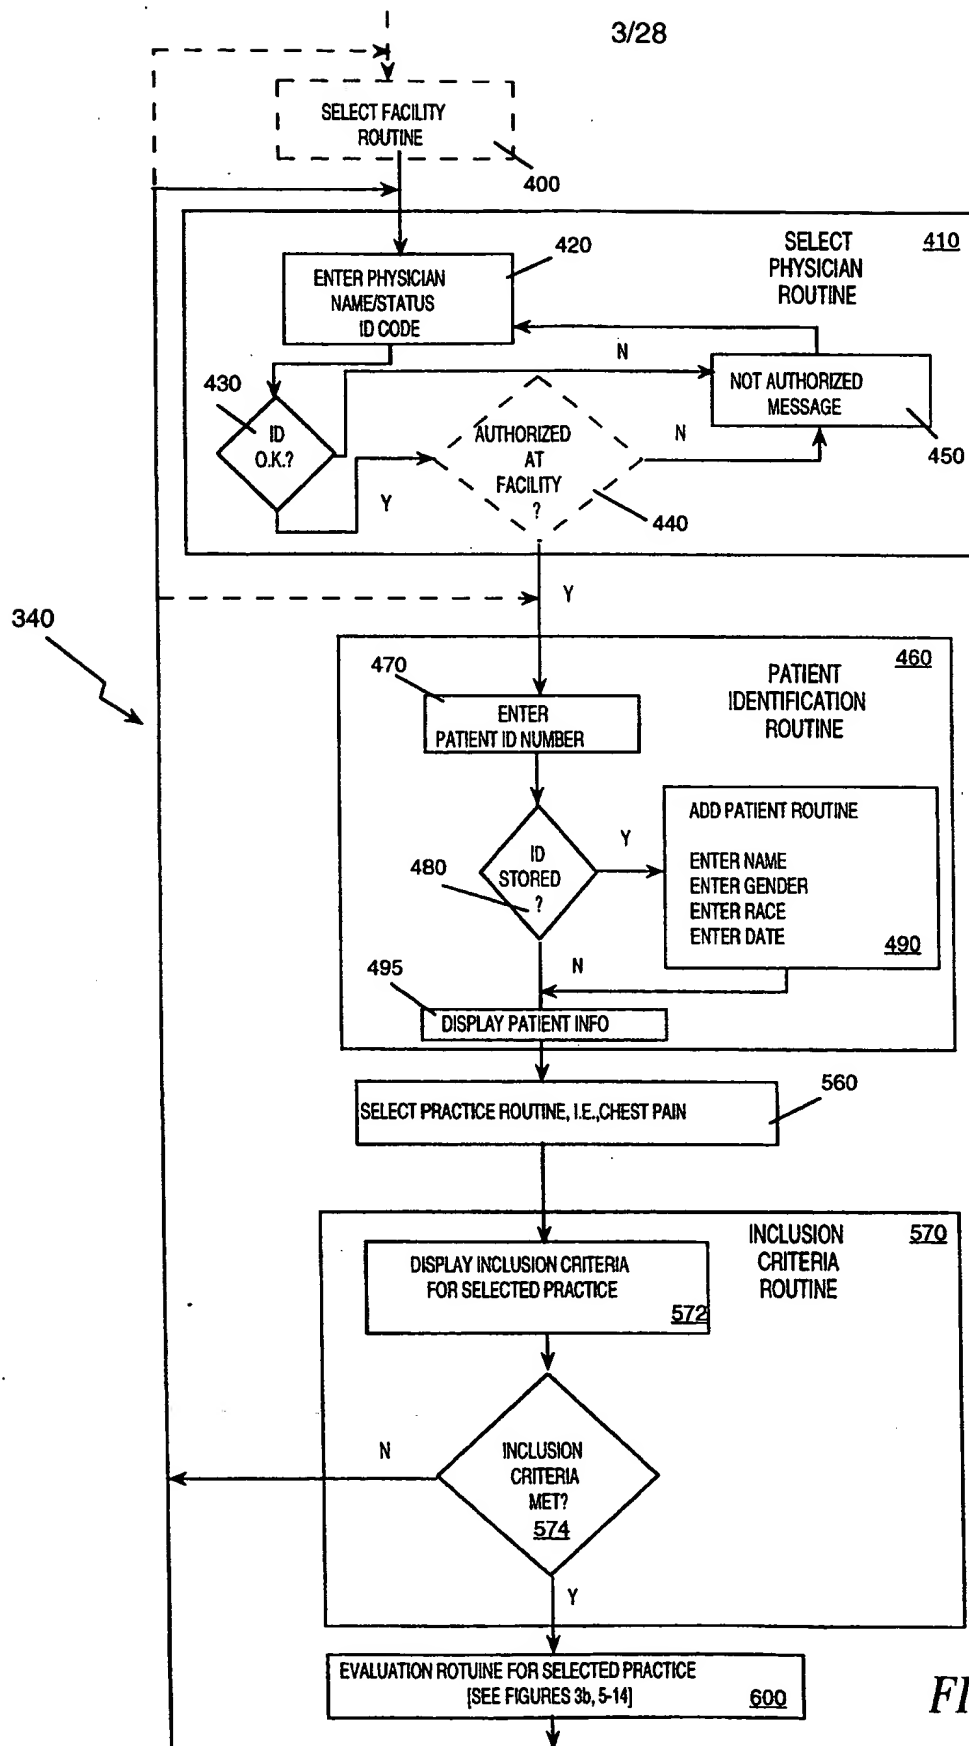 3/28
SELECT FACILITY
ROUTINE
400
SELECT
PHYSICIAN
ROUTINE
410
420
ENTER PHYSICIAN
NAME/STATUS
ID CODE
N
NOT AUTHORIZED
MESSAGE
450
430
ID
O.K.?
Y
AUTHORIZED
AT
FACILITY
?
N
440
Y
340
460
PATIENT
IDENTIFICATION
ROUTINE
470
ENTER
PATIENT ID NUMBER
ID
STORED
?
480
Y
ADD PATIENT ROUTINE
ENTER NAME
ENTER GENDER
ENTER RACE
ENTER DATE
490
N
495
DISPLAY PATIENT INFO
SELECT PRACTICE ROUTINE, I.E.,CHEST PAIN
560
INCLUSION
CRITERIA
ROUTINE
570
DISPLAY INCLUSION CRITERIA
FOR SELECTED PRACTICE
572
N
INCLUSION
CRITERIA
MET?
574
Y
EVALUATION ROTUINE FOR SELECTED PRACTICE
[SEE FIGURES 3b, 5-14]
600